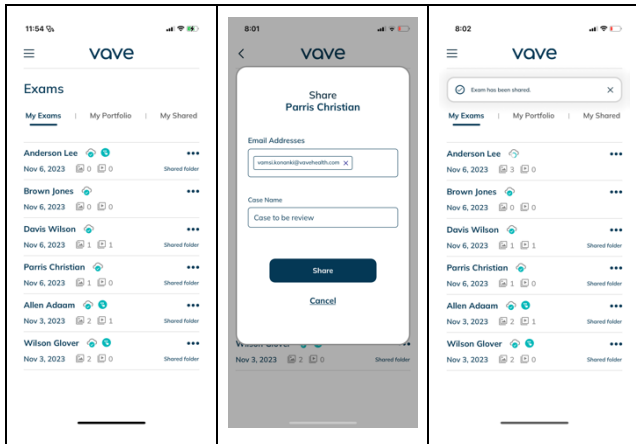 11:54
vave
Exams
My Exams | My Portfolio | My Shared
Anderson Lee
Nov 6, 2023 0 0 Shared folder
Brown Jones
Nov 6, 2023 0 0
Davis Wilson
Nov 6, 2023 1 1 Shared folder
Parris Christian
Nov 6, 2023 1 0 Shared folder
Allen Adaam
Nov 3, 2023 2 1 Shared folder
Wilson Glover
Nov 3, 2023 2 0 Shared folder
8:01
vave
Share
Parris Christian
Email Addresses
vamsi.konanki@vavehealth.com X
Case Name
Case to be review
Share
Cancel
Nov 3, 2023 2 0 Shared folder
8:02
vave
Exam has been shared. X
My Exams | My Portfolio | My Shared
Anderson Lee
Nov 6, 2023 3 0 Shared folder
Brown Jones
Nov 6, 2023 0 0
Davis Wilson
Nov 6, 2023 1 1 Shared folder
Parris Christian
Nov 6, 2023 1 0 Shared folder
Allen Adaam
Nov 3, 2023 2 1 Shared folder
Wilson Glover
Nov 3, 2023 2 0 Shared folder